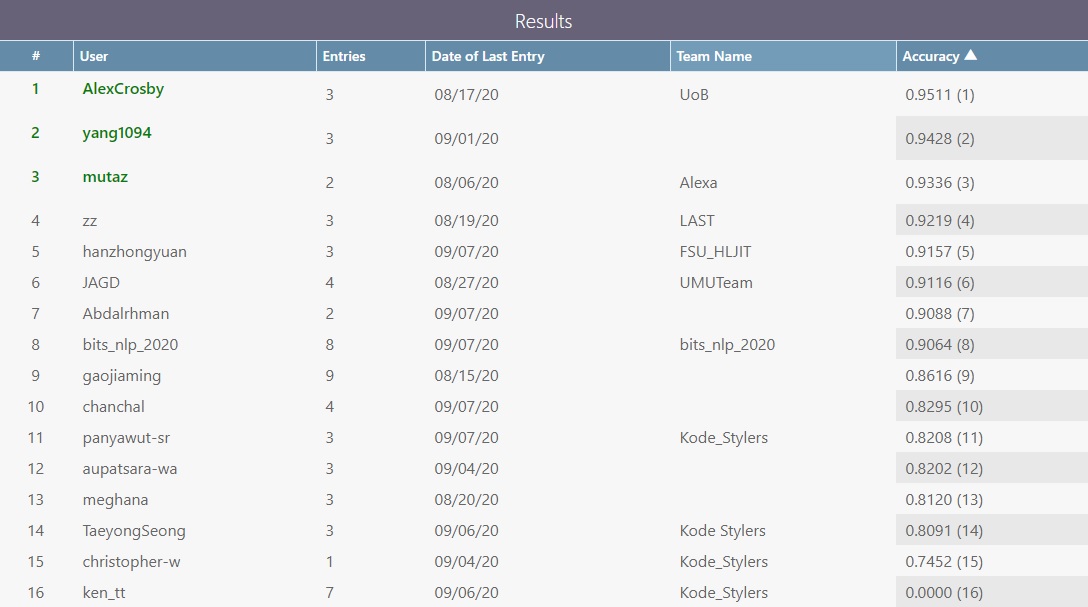 Results
# User Entries Date of Last Entry Team Name Accuracy ▲
1 AlexCrosby 3 08/17/20 UoB 0.9511 (1)
2 yang1094 3 09/01/20 0.9428 (2)
3 mutaz 2 08/06/20 Alexa 0.9336 (3)
4 zz 3 08/19/20 LAST 0.9219 (4)
5 hanzhongyuan 3 09/07/20 FSU_HLJIT 0.9157 (5)
6 JAGD 4 08/27/20 UMUTeam 0.9116 (6)
7 Abdalrhman 2 09/07/20 0.9088 (7)
8 bits_nlp_2020 8 09/07/20 bits_nlp_2020 0.9064 (8)
9 gaojiaming 9 08/15/20 0.8616 (9)
10 chanchal 4 09/07/20 0.8295 (10)
11 panyawut-sr 3 09/07/20 Kode_Stylers 0.8208 (11)
12 aupatsara-wa 3 09/04/20 0.8202 (12)
13 meghana 3 08/20/20 0.8120 (13)
14 TaeyongSeong 3 09/06/20 Kode Stylers 0.8091 (14)
15 christopher-w 1 09/04/20 Kode_Stylers 0.7452 (15)
16 ken_tt 7 09/06/20 Kode_Stylers 0.0000 (16)